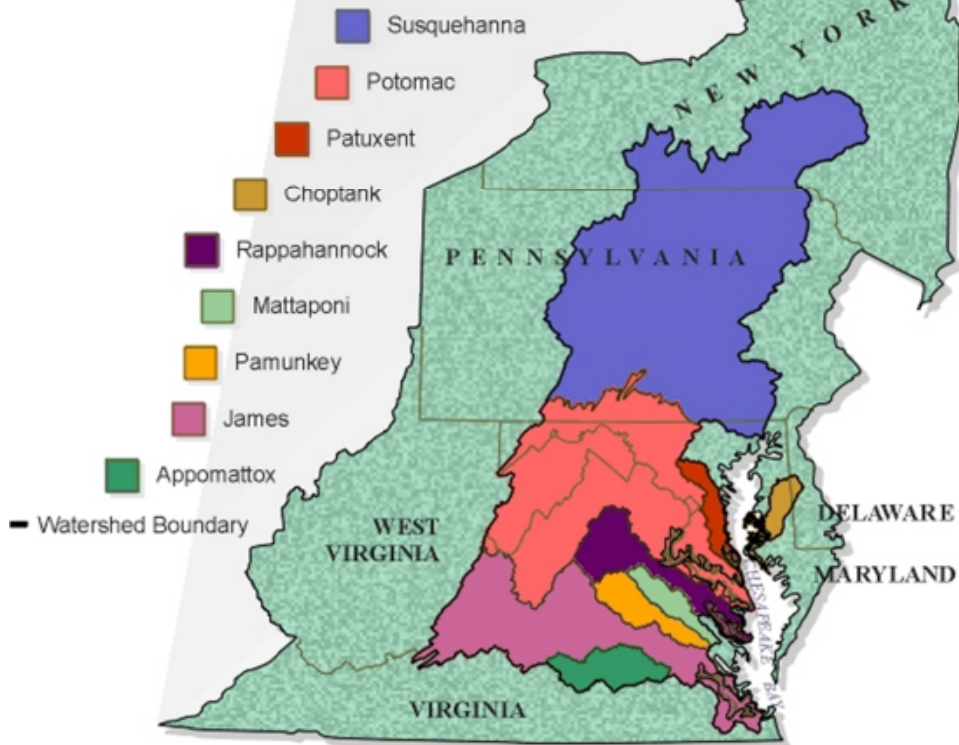 Susquehanna
Potomac
Patuxent
Choptank
Rappahannock
Mattaponi
Pamunkey
James
Appomattox
Watershed Boundary
NEW YORK
PENNSYLVANIA
WEST
VIRGINIA
DELAWARE
MARYLAND
CHESAPEAKE BAY
VIRGINIA